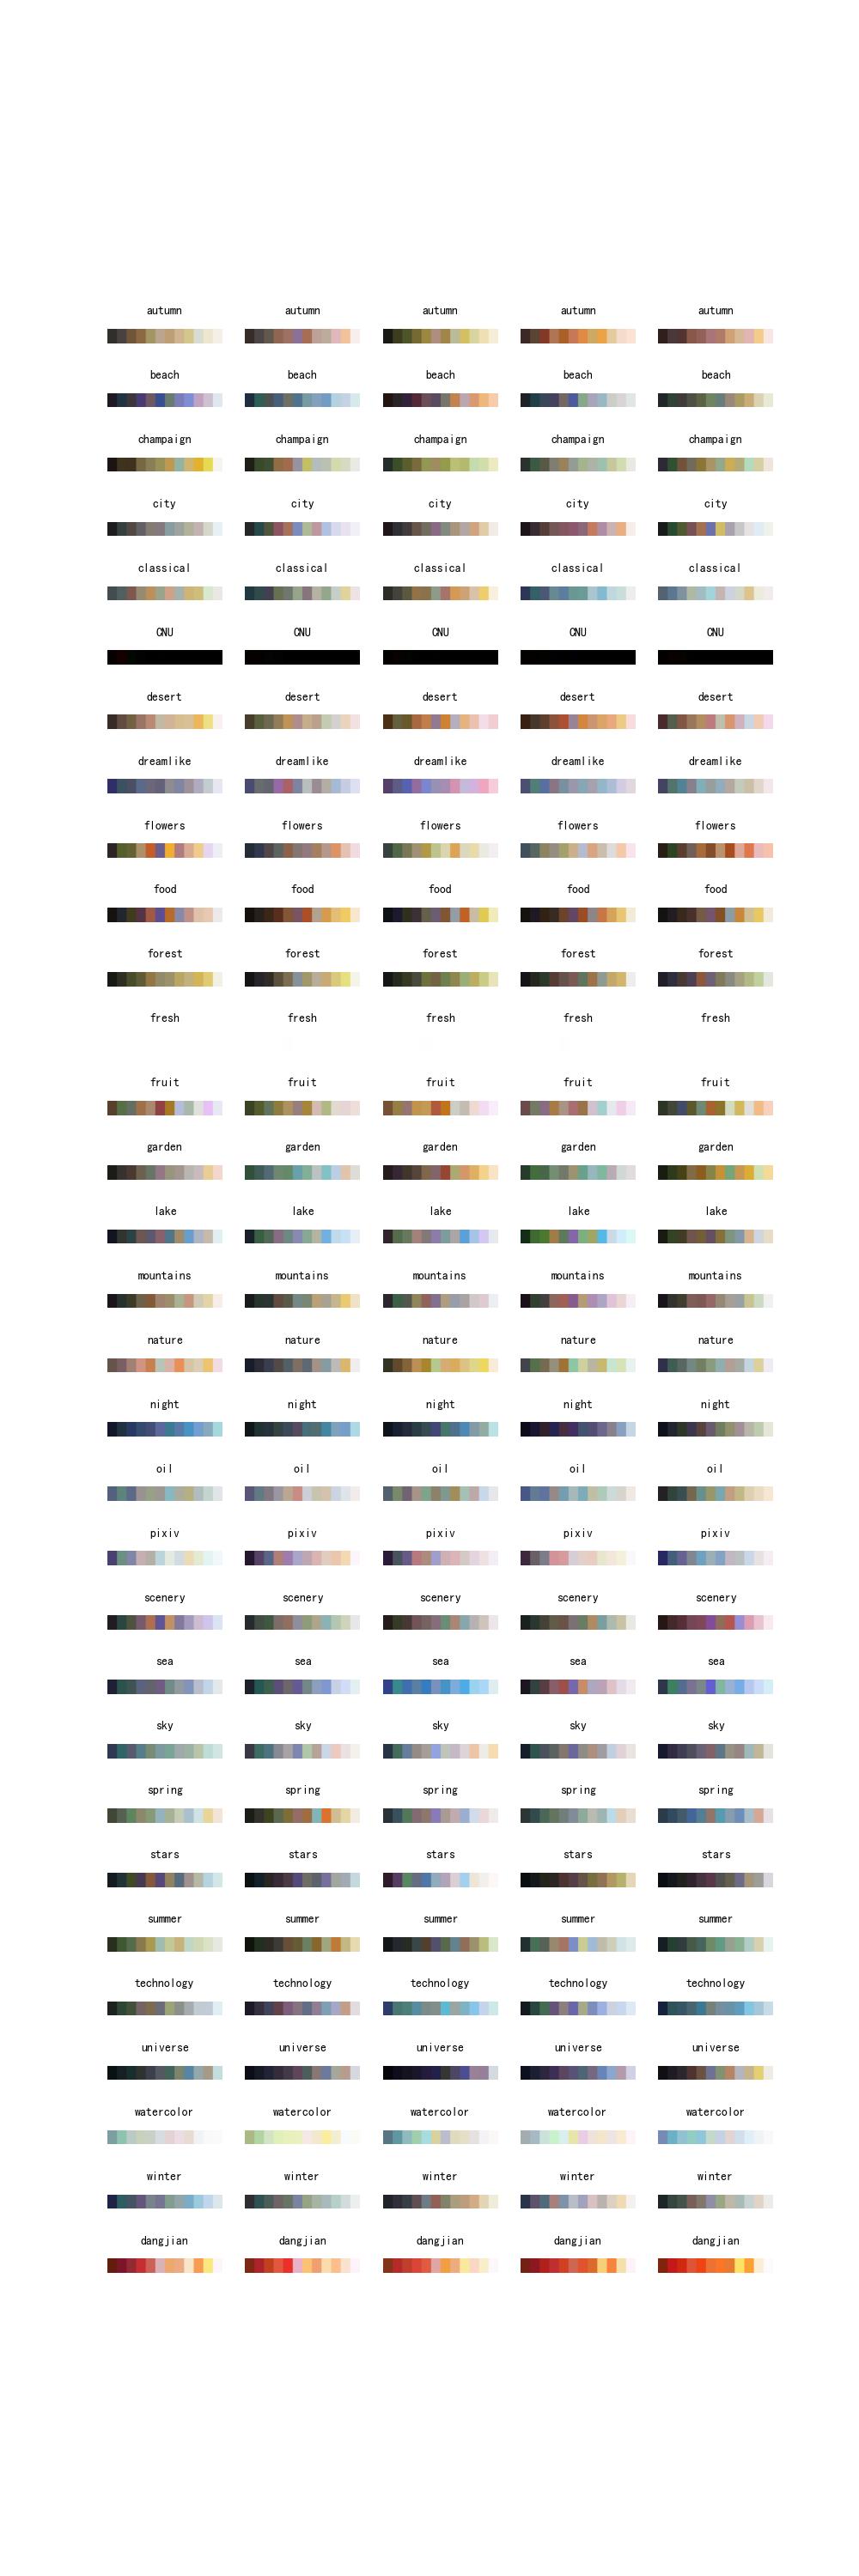 autumn autumn autumn autumn autumn
beach beach beach beach beach
champaign champaign champaign champaign champaign
city city city city city
classical classical classical classical classical
CNU CNU CNU CNU CNU
desert desert desert desert desert
dreamlike dreamlike dreamlike dreamlike dreamlike
flowers flowers flowers flowers flowers
food food food food food
forest forest forest forest forest
fresh fresh fresh fresh fresh
fruit fruit fruit fruit fruit
garden garden garden garden garden
lake lake lake lake lake
mountains mountains mountains mountains mountains
nature nature nature nature nature
night night night night night
oil oil oil oil oil
pixiv pixiv pixiv pixiv pixiv
scenery scenery scenery scenery scenery
sea sea sea sea sea
sky sky sky sky sky
spring spring spring spring spring
stars stars stars stars stars
summer summer summer summer summer
technology technology technology technology technology
universe universe universe universe universe
watercolor watercolor watercolor watercolor watercolor
winter winter winter winter winter
dangjian dangjian dangjian dangjian dangjian